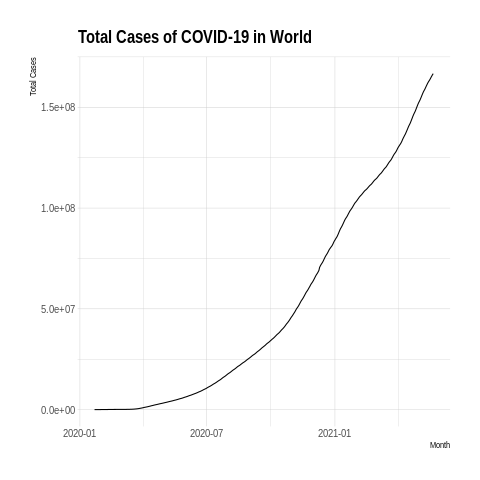 Total Cases of COVID-19 in World
Total Cases
1.5e+08
1.0e+08
5.0e+07
0.0e+00
2020-01 2020-07 2021-01
Month